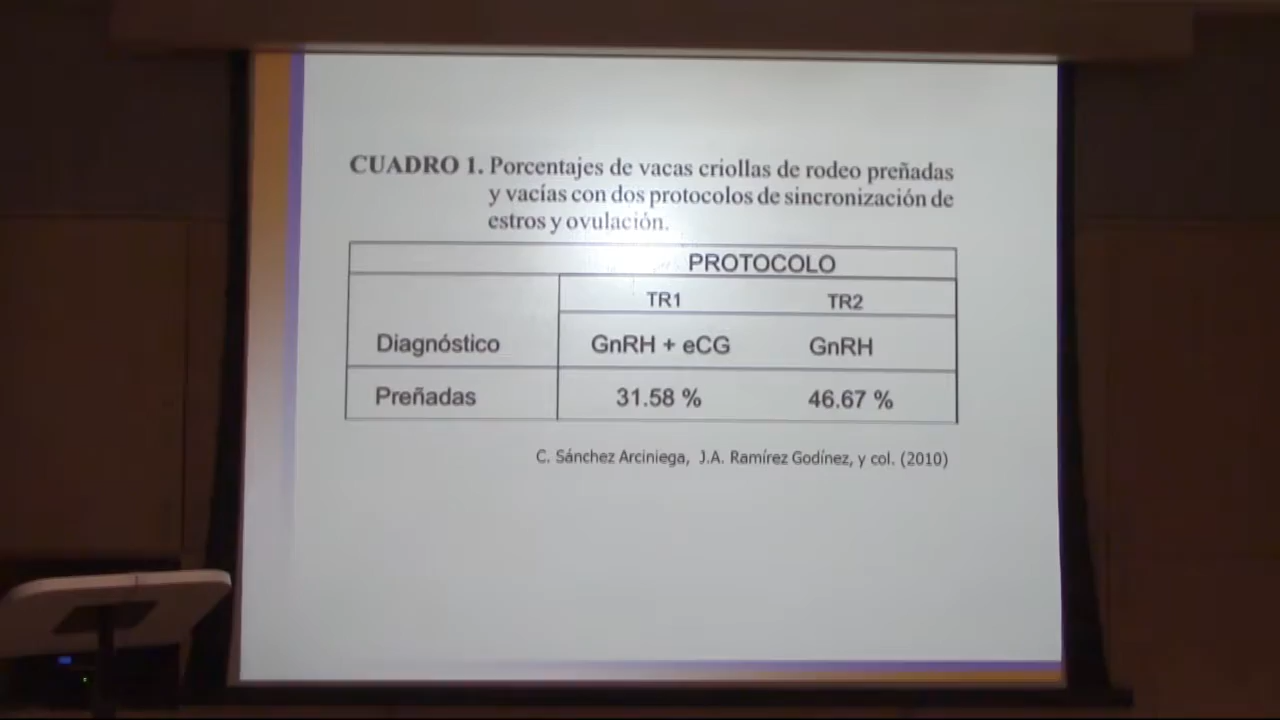 CUADRO 1. Porcentajes de vacas criollas de rodeo preñadas
y vacías con dos protocolos de sincronización de
estros y ovulación.
PROTOCOLO
TR1 TR2
Diagnóstico GnRH + eCG GnRH
Preñadas 31.58 % 46.67 %
C. Sánchez Arciniega, J.A. Ramírez Godínez, y col. (2010)